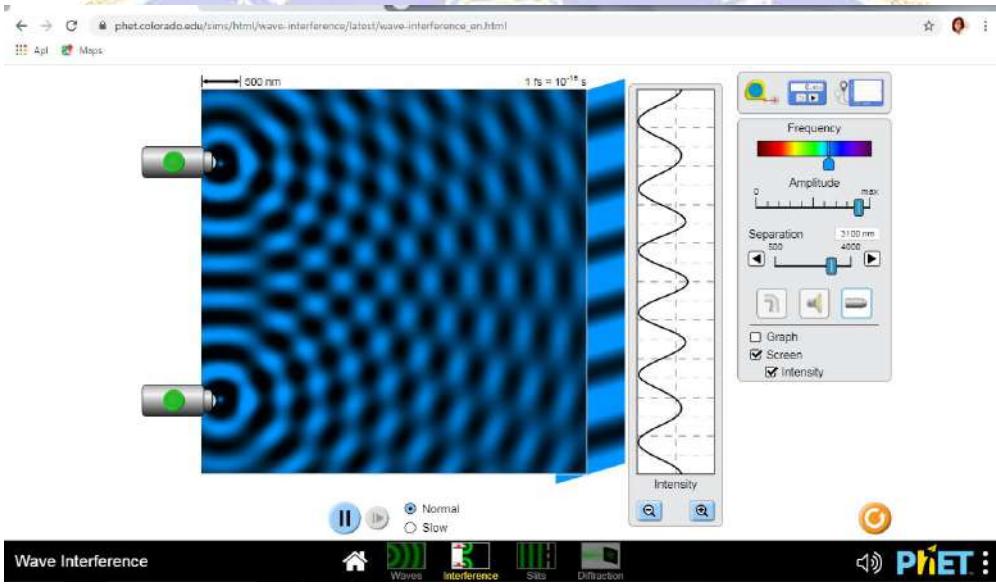 phet.colorado.edu/sims/html/wave-interference/latest/wave-interference_en.html
Apl Maps
500 nm
1 fs = 10⁻¹⁵ s
Frequency
Amplitude
0 max
Separation 3100 nm
500 4000
Graph
Screen
Intensity
Intensity
Normal
Slow
Wave Interference
Waves Interference Slits Diffraction
PhET